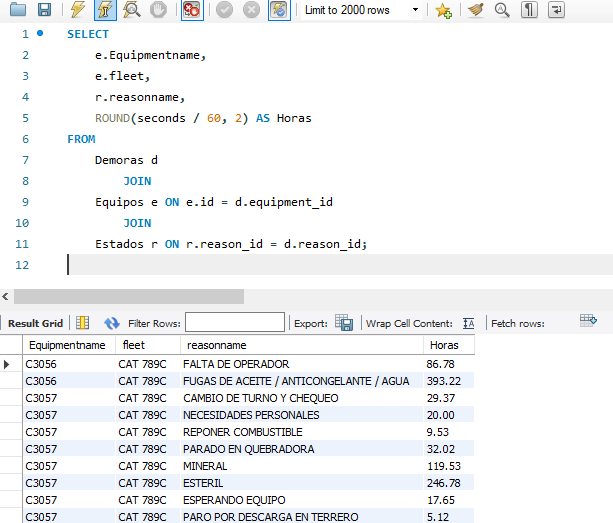 Limit to 2000 rows
1 SELECT
2 e.Equipmentname,
3 e.fleet,
4 r.reasonname,
5 ROUND(seconds / 60, 2) AS Horas
6 FROM
7 Demoras d
8 JOIN
9 Equipos e ON e.id = d.equipment_id
10 JOIN
11 Estados r ON r.reason_id = d.reason_id;
12
Result Grid Filter Rows: Export: Wrap Cell Content: Fetch rows:
Equipmentname fleet reasonname Horas
C3056 CAT 789C FALTA DE OPERADOR 86.78
C3056 CAT 789C FUGAS DE ACEITE / ANTICONGELANTE / AGUA 393.22
C3057 CAT 789C CAMBIO DE TURNO Y CHEQUEO 29.37
C3057 CAT 789C NECESIDADES PERSONALES 20.00
C3057 CAT 789C REPONER COMBUSTIBLE 9.53
C3057 CAT 789C PARADO EN QUEBRADORA 32.02
C3057 CAT 789C MINERAL 119.53
C3057 CAT 789C ESTERIL 246.78
C3057 CAT 789C ESPERANDO EQUIPO 17.65
C3057 CAT 789C PARO POR DESCARGA EN TERRERO 5.12